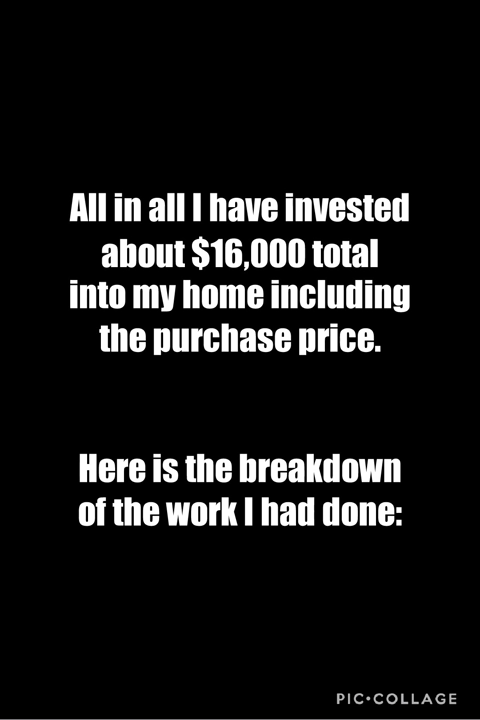 All in all I have invested
about $16,000 total
into my home including
the purchase price.
Here is the breakdown
of the work I had done:
PIC•COLLAGE